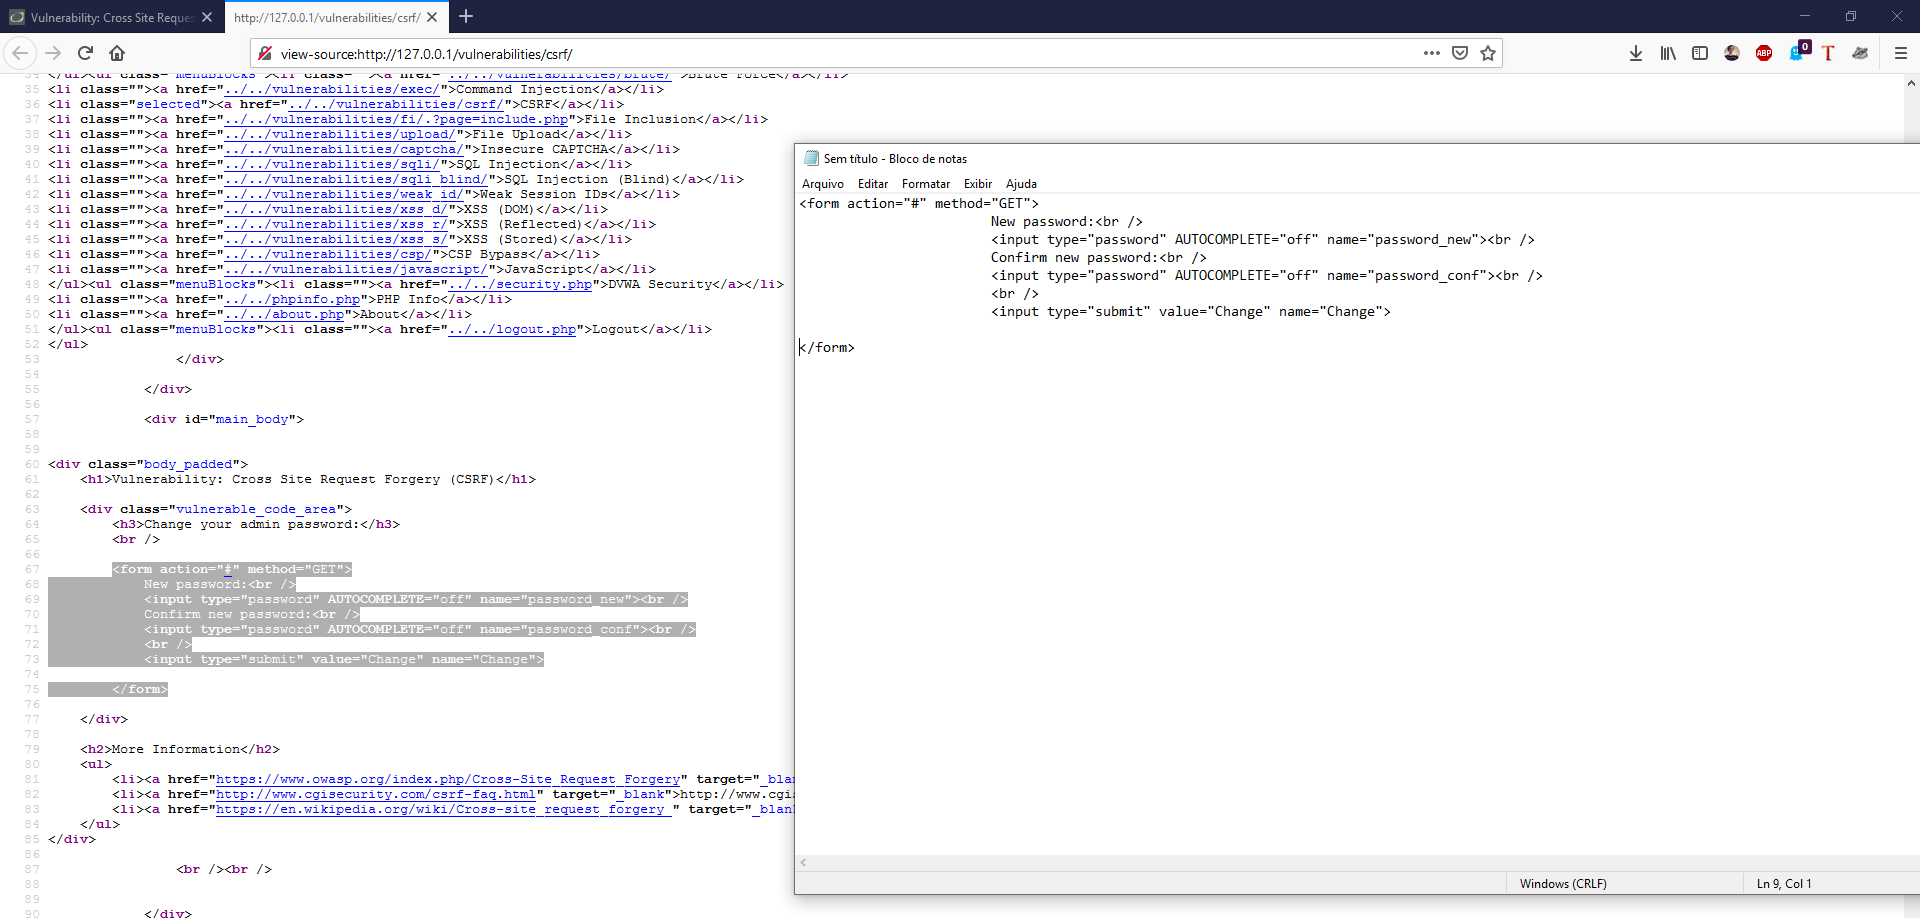 Vulnerability: Cross Site Reques
http://127.0.0.1/vulnerabilities/csrf/
view-source:http://127.0.0.1/vulnerabilities/csrf/
ABP
0
T
34 </ul><ul class="menuBlocks"><li class=""><a href="../../vulnerabilities/brute/">Brute Force</a></li>
35 <li class=""><a href="../../vulnerabilities/exec/">Command Injection</a></li>
36 <li class="selected"><a href="../../vulnerabilities/csrf/">CSRF</a></li>
37 <li class=""><a href="../../vulnerabilities/fi/.?page=include.php">File Inclusion</a></li>
38 <li class=""><a href="../../vulnerabilities/upload/">File Upload</a></li>
39 <li class=""><a href="../../vulnerabilities/captcha/">Insecure CAPTCHA</a></li>
40 <li class=""><a href="../../vulnerabilities/sqli/">SQL Injection</a></li>
41 <li class=""><a href="../../vulnerabilities/sqli_blind/">SQL Injection (Blind)</a></li>
42 <li class=""><a href="../../vulnerabilities/weak_id/">Weak Session IDs</a></li>
43 <li class=""><a href="../../vulnerabilities/xss_d/">XSS (DOM)</a></li>
44 <li class=""><a href="../../vulnerabilities/xss_r/">XSS (Reflected)</a></li>
45 <li class=""><a href="../../vulnerabilities/xss_s/">XSS (Stored)</a></li>
46 <li class=""><a href="../../vulnerabilities/csp/">CSP Bypass</a></li>
47 <li class=""><a href="../../vulnerabilities/javascript/">JavaScript</a></li>
48 </ul><ul class="menuBlocks"><li class=""><a href="../../security.php">DVWA Security</a></li>
49 <li class=""><a href="../../phpinfo.php">PHP Info</a></li>
50 <li class=""><a href="../../about.php">About</a></li>
51 </ul><ul class="menuBlocks"><li class=""><a href="../../logout.php">Logout</a></li>
52 </ul>
53 </div>
54
55 </div>
56
57 <div id="main_body">
58
59
60 <div class="body_padded">
61 <h1>Vulnerability: Cross Site Request Forgery (CSRF)</h1>
62
63 <div class="vulnerable_code_area">
64 <h3>Change your admin password:</h3>
65 <br />
66
67 <form action="#" method="GET">
68 New password:<br />
69 <input type="password" AUTOCOMPLETE="off" name="password_new"><br />
70 Confirm new password:<br />
71 <input type="password" AUTOCOMPLETE="off" name="password_conf"><br />
72 <br />
73 <input type="submit" value="Change" name="Change">
74
75 </form>
76
77 </div>
78
79 <h2>More Information</h2>
80 <ul>
81 <li><a href="https://www.owasp.org/index.php/Cross-Site_Request_Forgery" target="_blan
82 <li><a href="http://www.cgisecurity.com/csrf-faq.html" target="_blank">http://www.cgis
83 <li><a href="https://en.wikipedia.org/wiki/Cross-site_request_forgery_" target="_blank
84 </ul>
85 </div>
86
87 <br /><br />
88
89
90 </div>
Sem título - Bloco de notas
Arquivo Editar Formatar Exibir Ajuda
<form action="#" method="GET">
New password:<br />
<input type="password" AUTOCOMPLETE="off" name="password_new"><br />
Confirm new password:<br />
<input type="password" AUTOCOMPLETE="off" name="password_conf"><br />
<br />
<input type="submit" value="Change" name="Change">
</form>
Windows (CRLF) Ln 9, Col 1